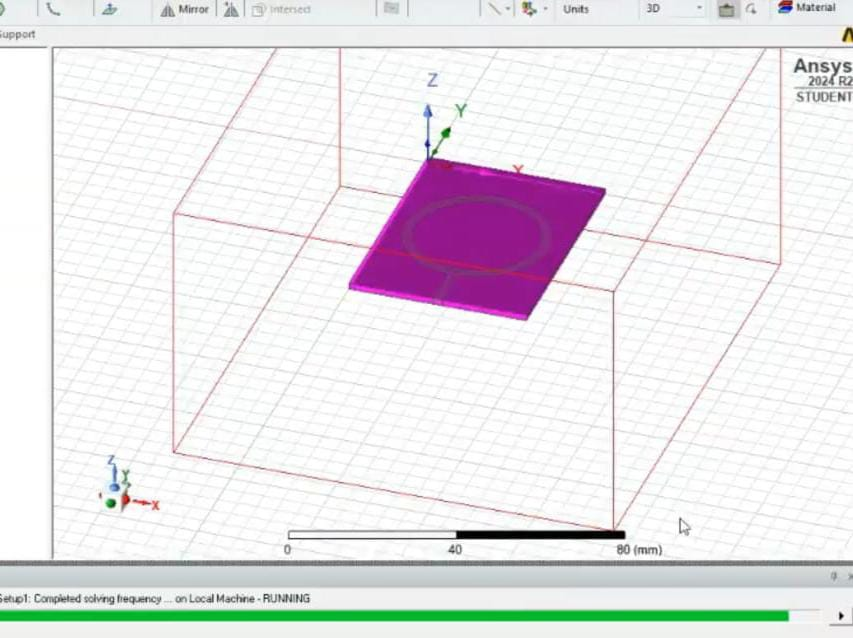 Mirror
Intersect
Units
3D
Material
Support
Ansys
2024 R2
STUDENT
Z
Y
X
Z
Y
X
0
40
80 (mm)
Setup1: Completed solving frequency ... on Local Machine - RUNNING